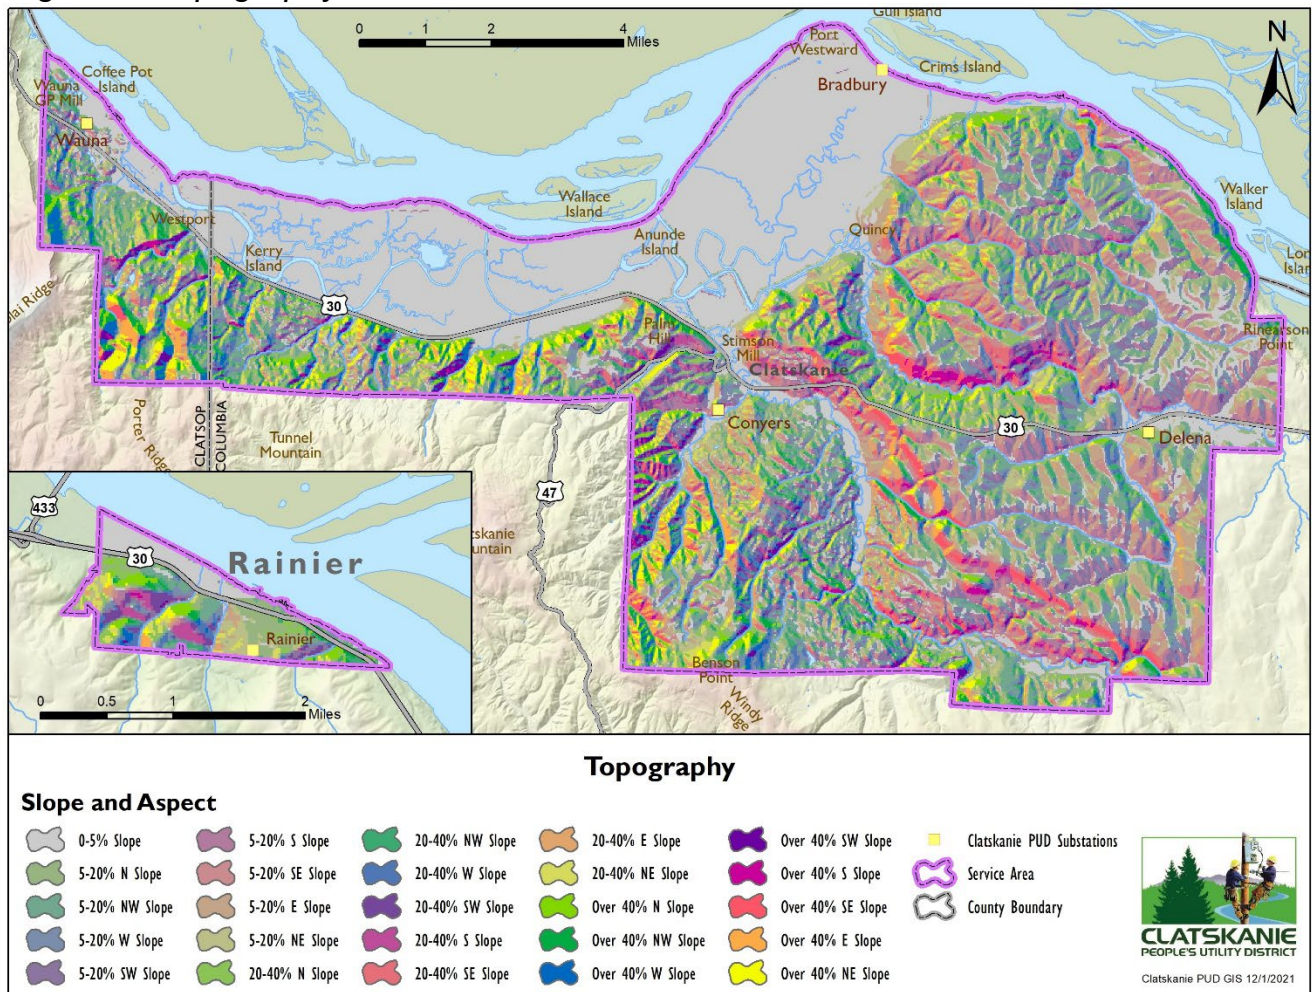 0 1 2 4
Miles
N
Gull Island
Port
Westward
Crims Island
Bradbury
Coffee Pot
Island
Wauna
GP Mill
Wauna
Walker
Island
Wallace
Island
Westport
Anunde
Island
Quincy
Kerry
Island
30
Palm
Hill
Stimson
Mill
Clatskanie
Rinearson
Point
Porter Ridge
CLATSOP
COLUMBIA
Tunnel
Mountain
Conyers
30
Delena
47
433
30
Rainier
Rainier
Benson
Point
Windy
Ridge
0 0.5 1 2
Miles
Topography
Slope and Aspect
0-5% Slope
5-20% N Slope
5-20% NW Slope
5-20% W Slope
5-20% SW Slope
5-20% S Slope
5-20% SE Slope
5-20% E Slope
5-20% NE Slope
20-40% N Slope
20-40% NW Slope
20-40% W Slope
20-40% SW Slope
20-40% S Slope
20-40% SE Slope
20-40% E Slope
20-40% NE Slope
Over 40% N Slope
Over 40% NW Slope
Over 40% W Slope
Over 40% SW Slope
Over 40% S Slope
Over 40% SE Slope
Over 40% E Slope
Over 40% NE Slope
Clatskanie PUD Substations
Service Area
County Boundary
CLATSKANIE
PEOPLE'S UTILITY DISTRICT
Clatskanie PUD GIS 12/1/2021